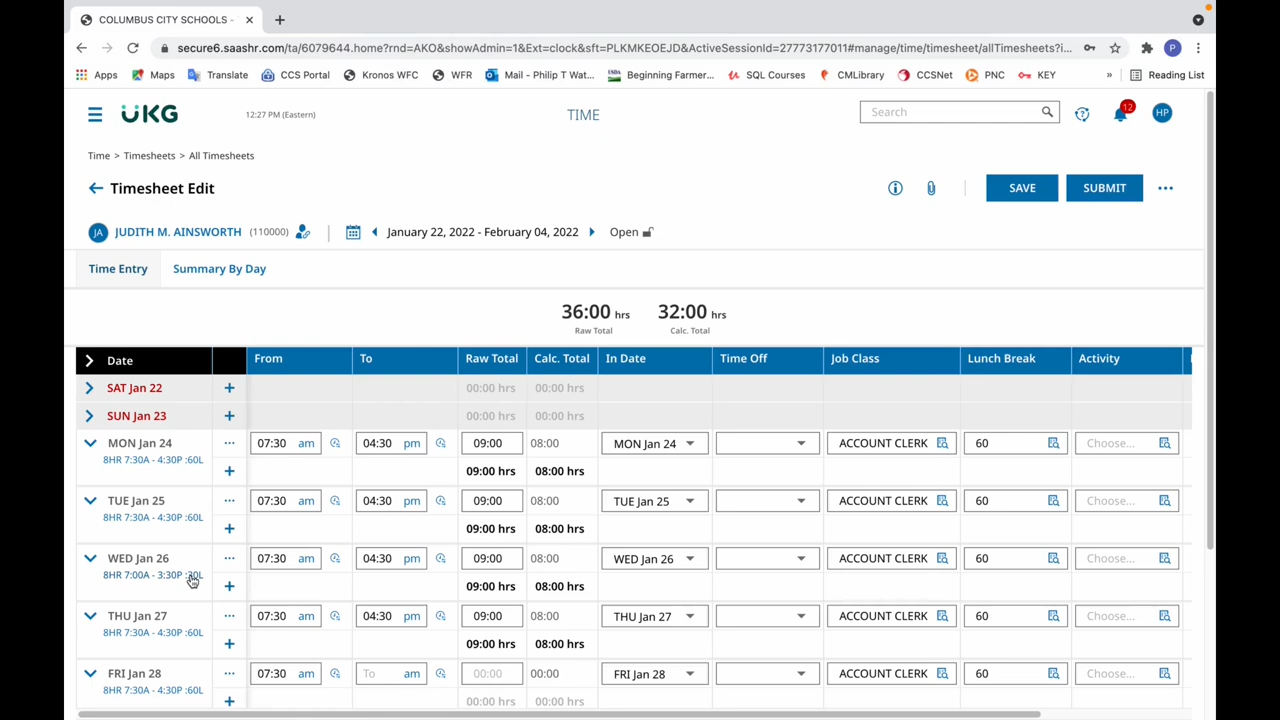 COLUMBUS CITY SCHOOLS -
secure6.saashr.com/ta/6079644.home?rnd=AKO&showAdmin=1&Ext=clock&sft=PLKMKEOEJD&ActiveSessionId=27773177011#manage/time/timesheet/allTimesheets?i...
P
Apps Maps Translate CCS Portal Kronos WFC WFR Mail - Philip T Wat... Beginning Farmer... SQL Courses CMLibrary CCSNet PNC KEY » Reading List
UKG 12:27 PM (Eastern) TIME Search 12 HP
Time > Timesheets > All Timesheets
Timesheet Edit SAVE SUBMIT
JA JUDITH M. AINSWORTH (110000) January 22, 2022 - February 04, 2022 Open
Time Entry Summary By Day
36:00 hrs 32:00 hrs
Raw Total Calc. Total
Date From To Raw Total Calc. Total In Date Time Off Job Class Lunch Break Activity
SAT Jan 22 + 00:00 hrs 00:00 hrs
SUN Jan 23 + 00:00 hrs 00:00 hrs
MON Jan 24 ... 07:30 am 04:30 pm 09:00 08:00 MON Jan 24 ACCOUNT CLERK 60 Choose...
8HR 7:30A - 4:30P :60L
+ 09:00 hrs 08:00 hrs
TUE Jan 25 ... 07:30 am 04:30 pm 09:00 08:00 TUE Jan 25 ACCOUNT CLERK 60 Choose...
8HR 7:30A - 4:30P :60L
+ 09:00 hrs 08:00 hrs
WED Jan 26 ... 07:30 am 04:30 pm 09:00 08:00 WED Jan 26 ACCOUNT CLERK 60 Choose...
8HR 7:00A - 3:30P :30L
+ 09:00 hrs 08:00 hrs
THU Jan 27 ... 07:30 am 04:30 pm 09:00 08:00 THU Jan 27 ACCOUNT CLERK 60 Choose...
8HR 7:30A - 4:30P :60L
+ 09:00 hrs 08:00 hrs
FRI Jan 28 ... 07:30 am To am 00:00 00:00 FRI Jan 28 ACCOUNT CLERK 60 Choose...
8HR 7:30A - 4:30P :60L
+ 00:00 hrs 00:00 hrs